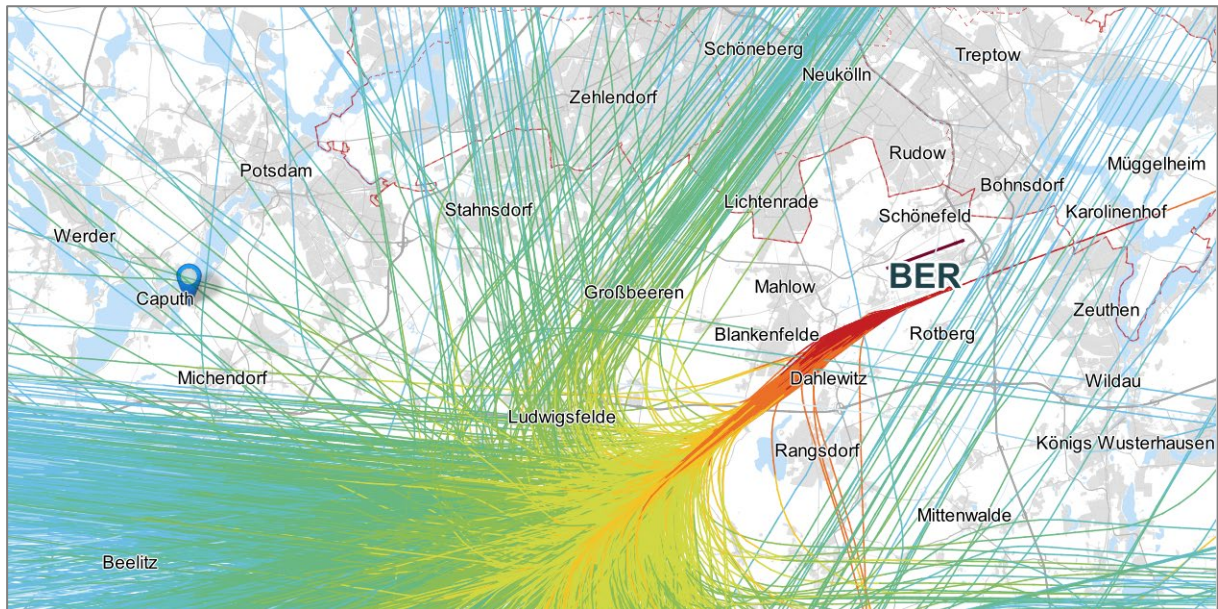 Schöneberg
Treptow
Neukölln
Zehlendorf
Rudow
Müggelheim
Potsdam
Bohnsdorf
Lichtenrade
Stahnsdorf
Schönefeld
Karolinenhof
Werder
BER
Mahlow
Großbeeren
Caputh
Zeuthen
Blankenfelde
Rotberg
Michendorf
Dahlewitz
Wildau
Ludwigsfelde
Königs Wusterhausen
Rangsdorf
Mittenwalde
Beelitz